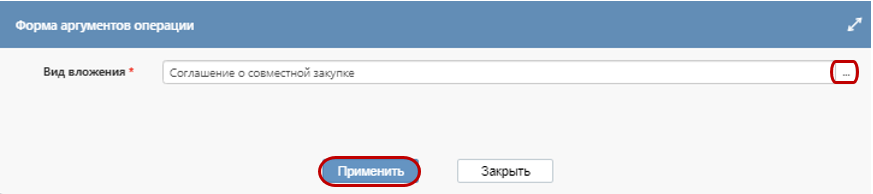 Форма аргументов операции
Вид вложения * Соглашение о совместной закупке ...
Применить Закрыть